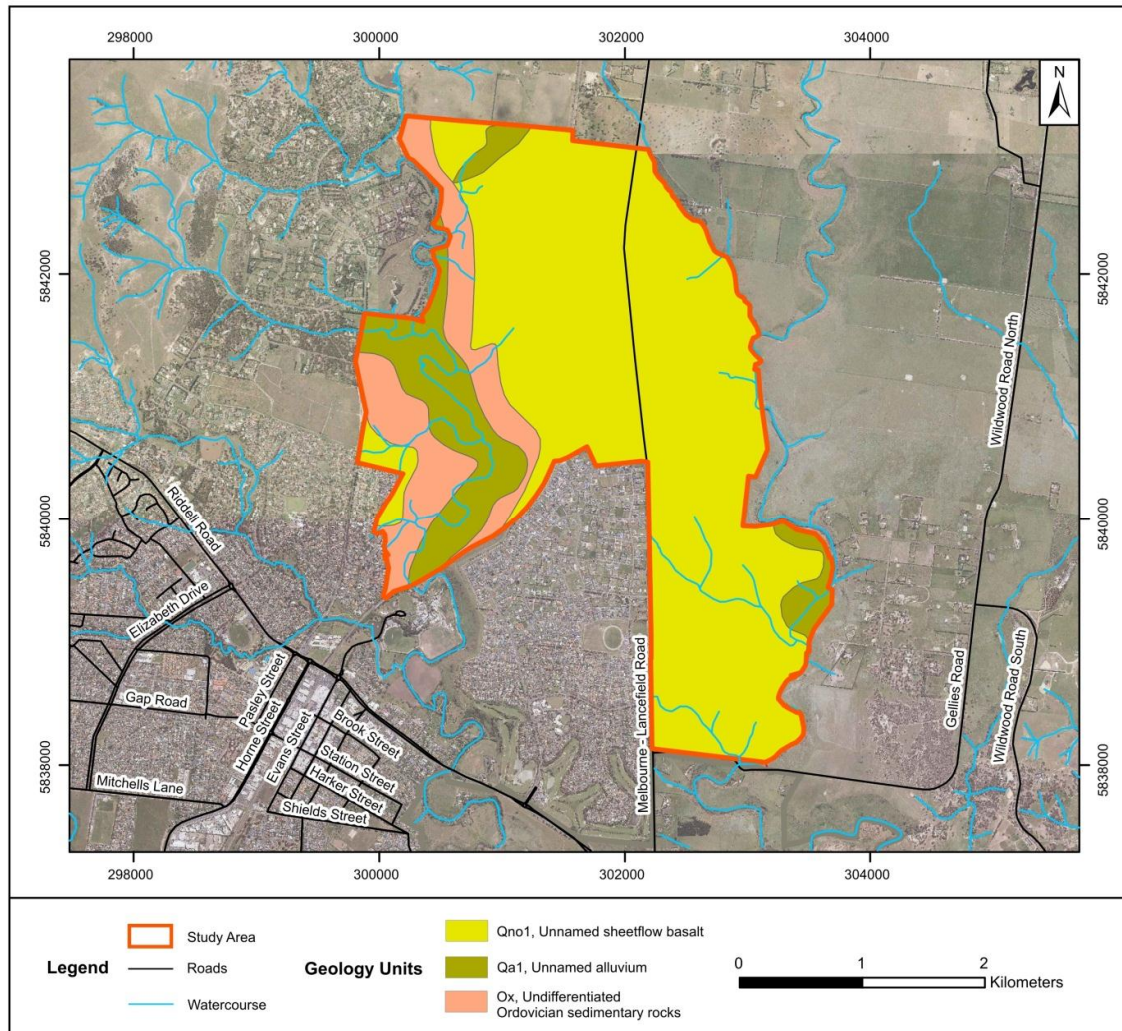 298000
300000
302000
304000
N
5842000
5842000
Wildwood Road North
5840000
5840000
Riddell Road
Elizabeth Drive
Gap Road
Pasley Street
Horne Street
Evans Street
Brook Street
Station Street
Harker Street
Shields Street
Mitchells Lane
Melbourne - Lancefield Road
Gellies Road
Wildwood Road South
5838000
5838000
298000
300000
302000
304000
Legend
Study Area
Roads
Watercourse
Geology Units
Qno1, Unnamed sheetflow basalt
Qa1, Unnamed alluvium
Ox, Undifferentiated
Ordovician sedimentary rocks
0
1
2
Kilometers